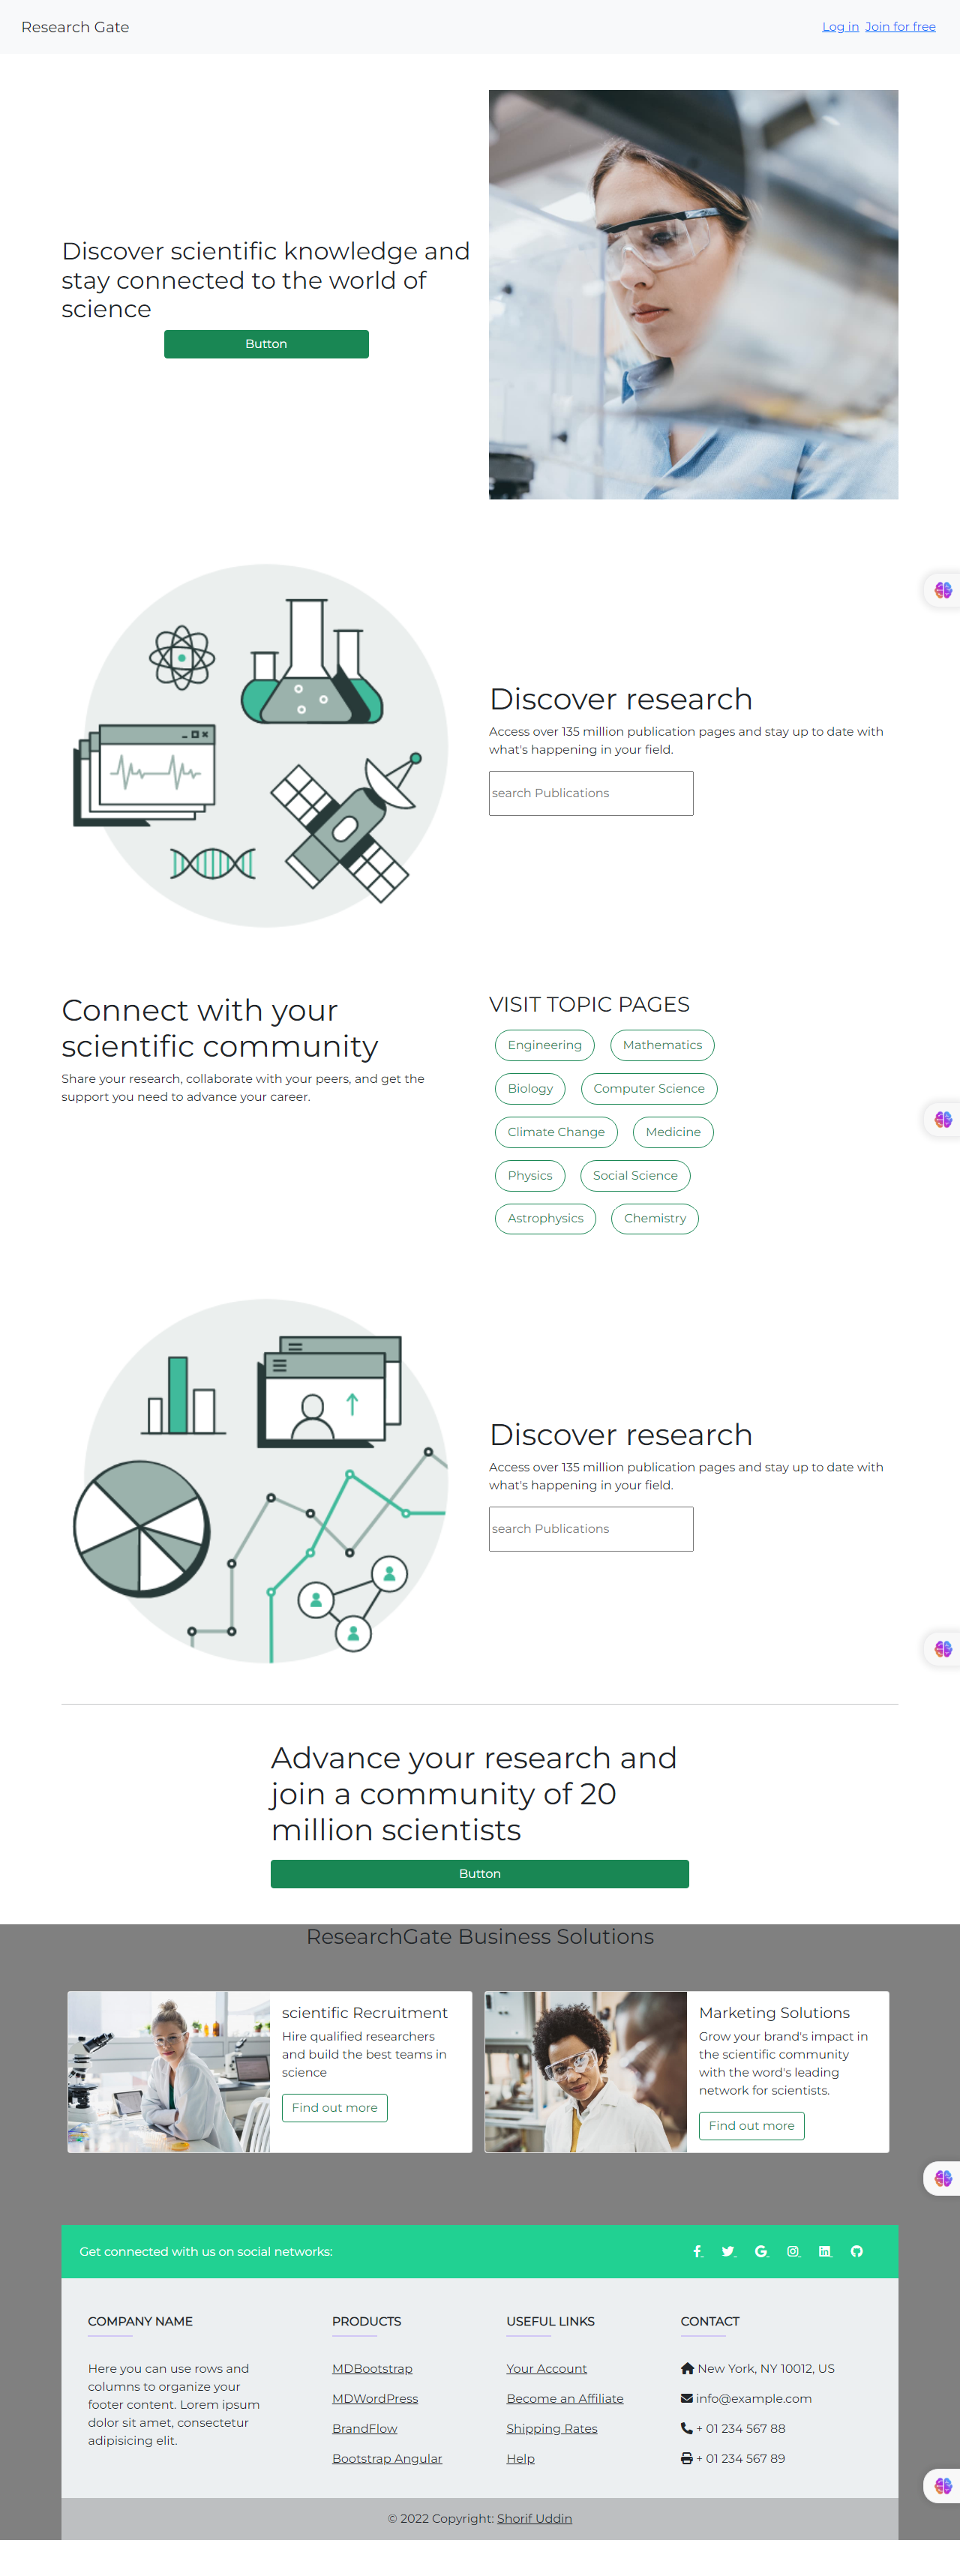 Research Gate
Log in Join for free
Discover scientific knowledge and
stay connected to the world of
science
Button
Discover research
Access over 135 million publication pages and stay up to date with
what's happening in your field.
search Publications
Connect with your
scientific community
Share your research, collaborate with your peers, and get the
support you need to advance your career.
VISIT TOPIC PAGES
Engineering Mathematics
Biology Computer Science
Climate Change Medicine
Physics Social Science
Astrophysics Chemistry
Discover research
Access over 135 million publication pages and stay up to date with
what's happening in your field.
search Publications
Advance your research and
join a community of 20
million scientists
Button
ResearchGate Business Solutions
scientific Recruitment
Hire qualified researchers
and build the best teams in
science
Find out more
Marketing Solutions
Grow your brand's impact in
the scientific community
with the word's leading
network for scientists.
Find out more
Get connected with us on social networks:
COMPANY NAME
Here you can use rows and
columns to organize your
footer content. Lorem ipsum
dolor sit amet, consectetur
adipisicing elit.
PRODUCTS
MDBootstrap
MDWordPress
BrandFlow
Bootstrap Angular
USEFUL LINKS
Your Account
Become an Affiliate
Shipping Rates
Help
CONTACT
New York, NY 10012, US
info@example.com
+ 01 234 567 88
+ 01 234 567 89
© 2022 Copyright: Shorif Uddin